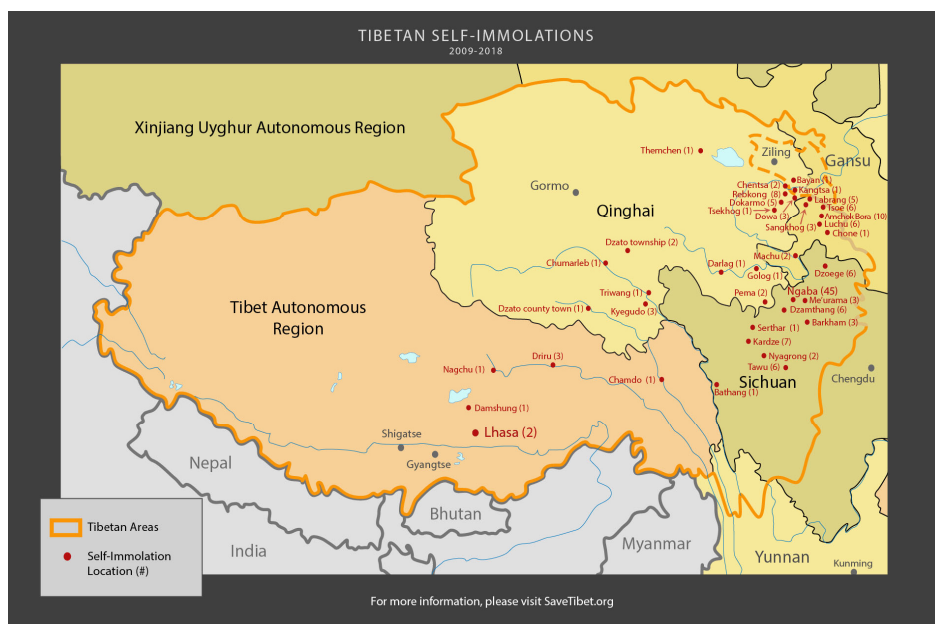 TIBETAN SELF-IMMOLATIONS
2009-2018
Xinjiang Uyghur Autonomous Region
Themchen (1)
Ziling
Gansu
Gormo
Qinghai
Chentsa (2)
Bayan (1)
Rebkong (8)
Kangtsa (1)
Dokarmo (5)
Labrang (5)
Tsekhog (1)
Dowa (3)
Tsoe (6)
Amchok Bora (10)
Sangkhog (3)
Luchu (6)
Chone (1)
Dzato township (2)
Chumarleb (1)
Machu (2)
Darlag (1)
Golog (1)
Dzoege (6)
Triwang (1)
Pema (2)
Ngaba (45)
Me'urama (3)
Dzato county town (1)
Kyegudo (3)
Dzamthang (6)
Tibet Autonomous
Region
Serthar (1)
Barkham (3)
Kardze (7)
Nyagrong (2)
Driru (3)
Nagchu (1)
Tawu (6)
Chamdo (1)
Sichuan
Chengdu
Bathang (1)
Damshung (1)
Lhasa (2)
Shigatse
Gyangtse
Nepal
Bhutan
India
Myanmar
Yunnan
Kunming
Tibetan Areas
Self-Immolation
Location (#)
For more information, please visit SaveTibet.org